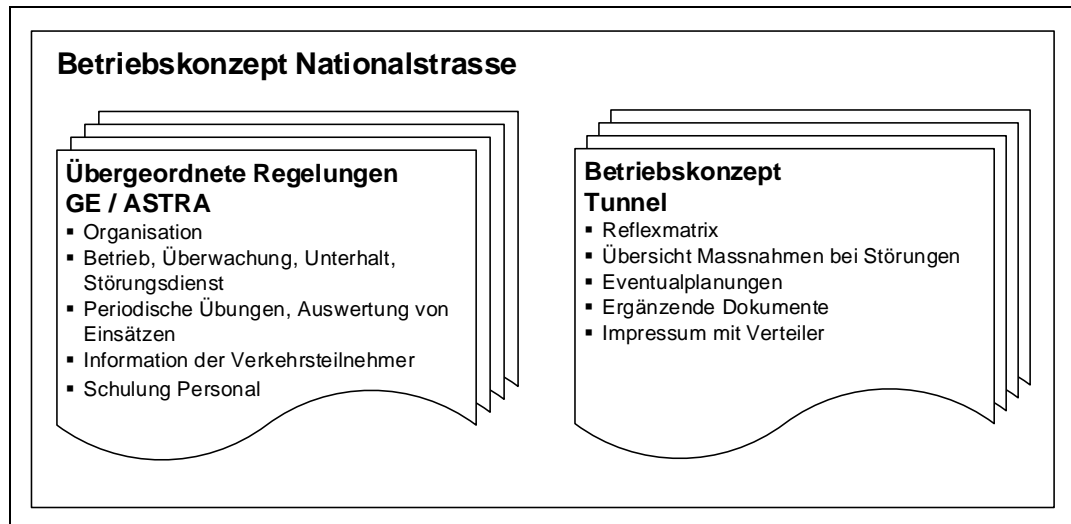 Betriebskonzept Nationalstrasse
Übergeordnete Regelungen
GE / ASTRA
▪ Organisation
▪ Betrieb, Überwachung, Unterhalt,
Störungsdienst
▪ Periodische Übungen, Auswertung von
Einsätzen
▪ Information der Verkehrsteilnehmer
▪ Schulung Personal
Betriebskonzept
Tunnel
▪ Reflexmatrix
▪ Übersicht Massnahmen bei Störungen
▪ Eventualplanungen
▪ Ergänzende Dokumente
▪ Impressum mit Verteiler